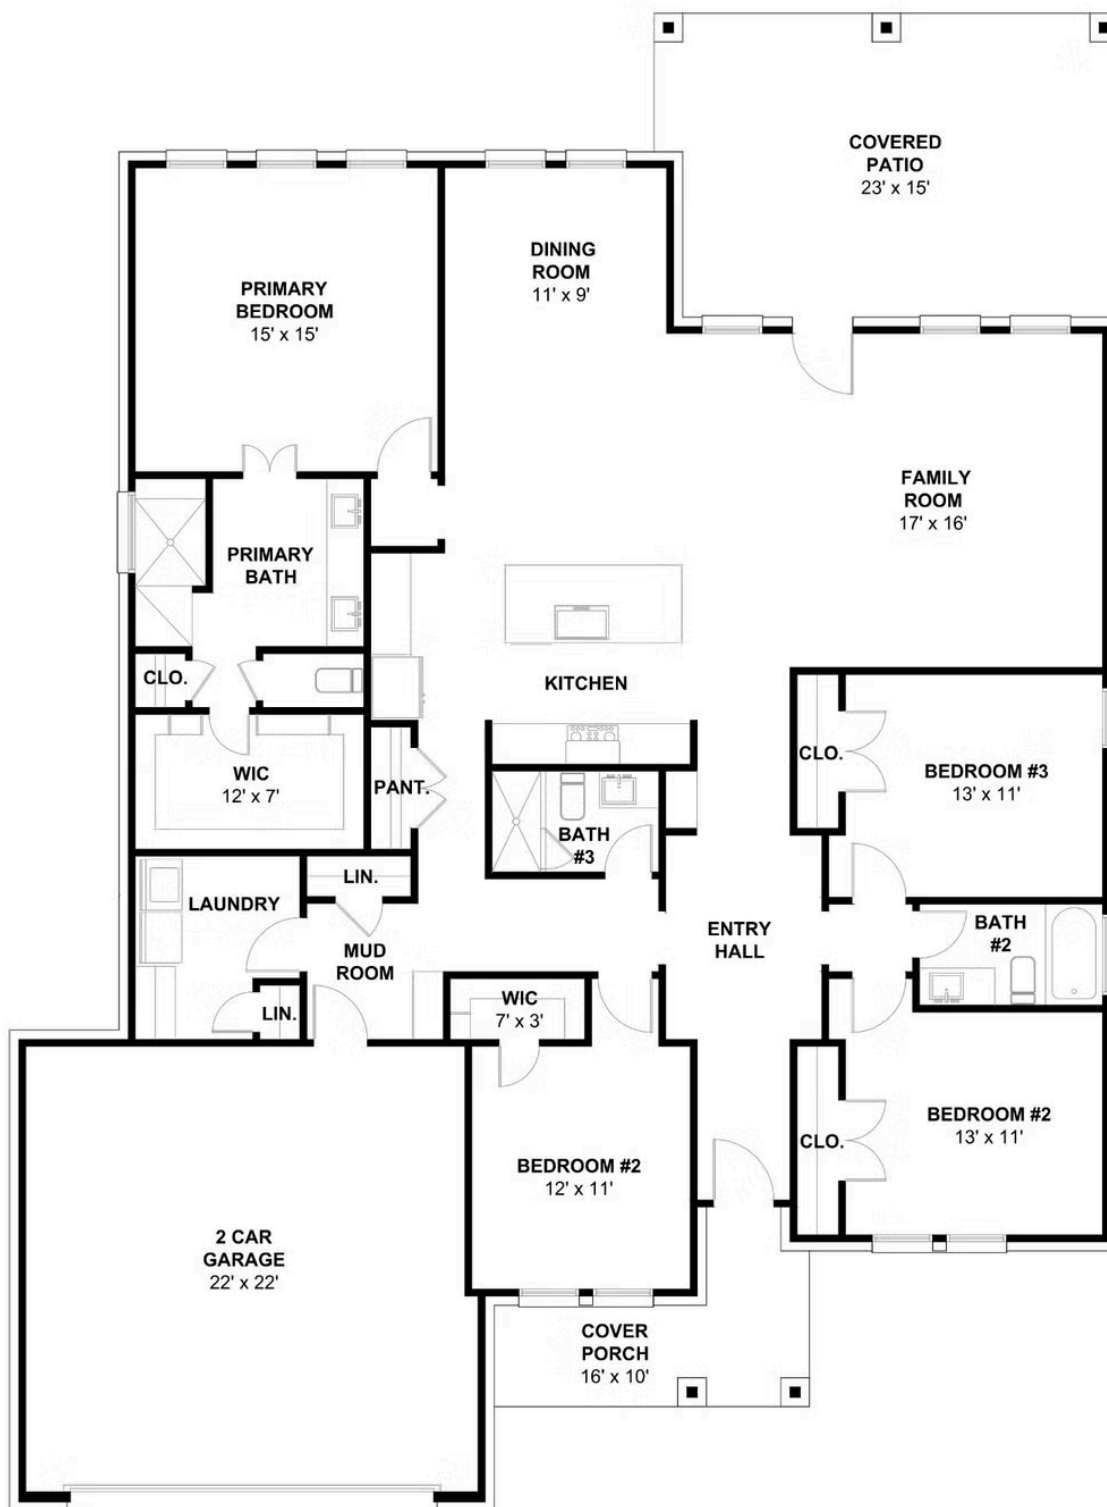 COVERED
PATIO
23' x 15'
DINING
ROOM
11' x 9'
PRIMARY
BEDROOM
15' x 15'
FAMILY
ROOM
17' x 16'
PRIMARY
BATH
CLO.
KITCHEN
WIC
12' x 7'
PANT.
CLO.
BEDROOM #3
13' x 11'
BATH
#3
LIN.
LAUNDRY
MUD
ROOM
ENTRY
HALL
BATH
#2
LIN.
WIC
7' x 3'
BEDROOM #2
12' x 11'
CLO.
BEDROOM #2
13' x 11'
2 CAR
GARAGE
22' x 22'
COVER
PORCH
16' x 10'